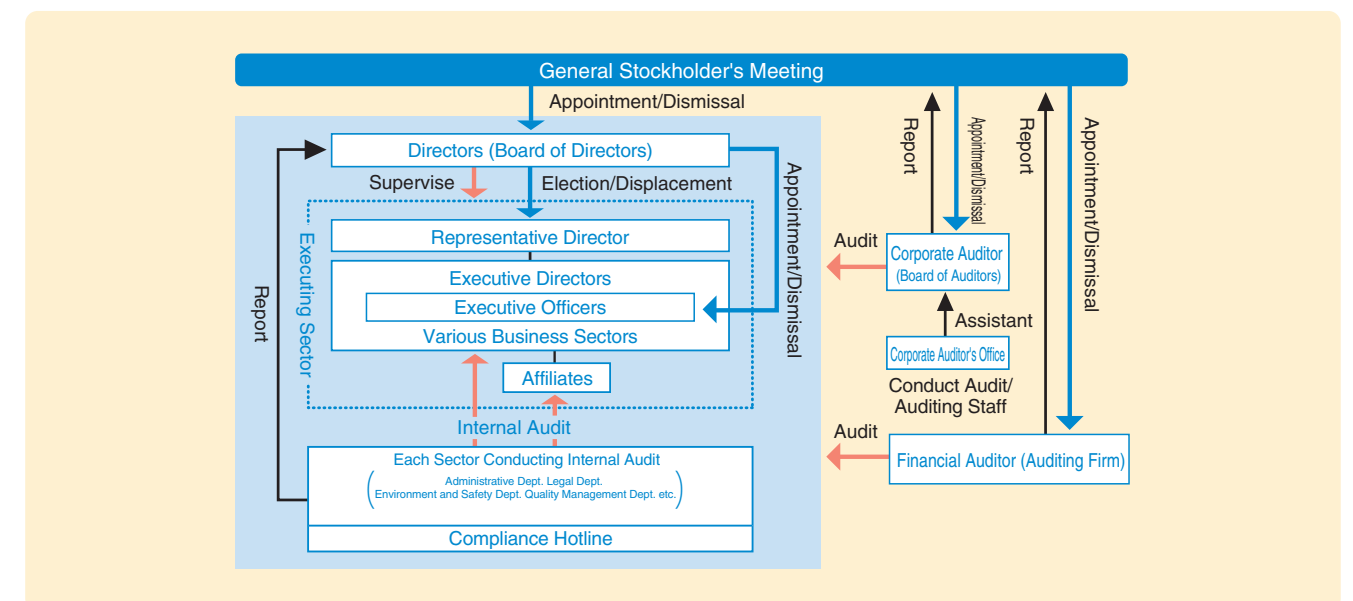 General Stockholder's Meeting
Appointment/Dismissal
Directors (Board of Directors)
Supervise
Election/Displacement
Appointment/Dismissal
Executing Sector
Representative Director
Executive Directors
Executive Officers
Various Business Sectors
Affiliates
Internal Audit
Report
Each Sector Conducting Internal Audit
Administrative Dept. Legal Dept.
Environment and Safety Dept. Quality Management Dept. etc.
Compliance Hotline
Report
Appointment/Dismissal
Report
Appointment/Dismissal
Audit
Corporate Auditor
(Board of Auditors)
Assistant
Corporate Auditor's Office
Conduct Audit/
Auditing Staff
Audit
Financial Auditor (Auditing Firm)